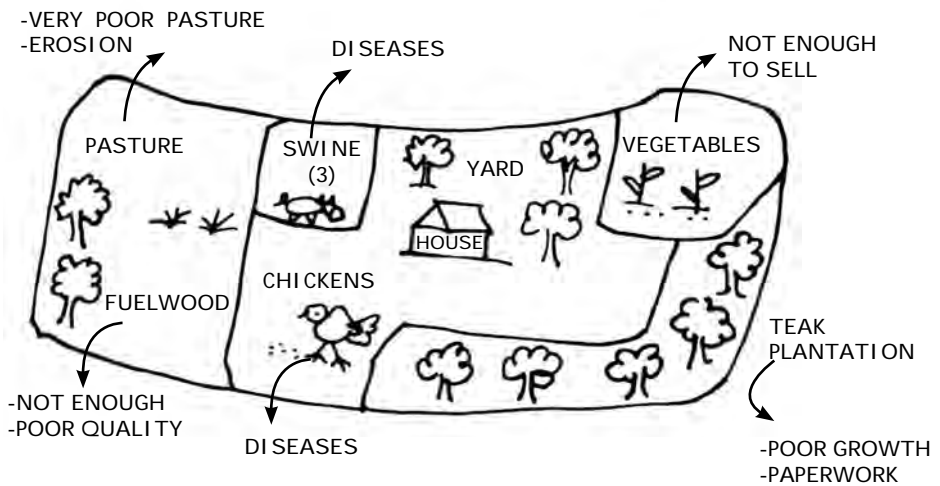 -VERY POOR PASTURE
-EROSION
DISEASES
NOT ENOUGH
TO SELL
PASTURE
SWINE
(3)
YARD
VEGETABLES
HOUSE
CHICKENS
FUELWOOD
TEAK
PLANTATION
-NOT ENOUGH
-POOR QUALITY
DISEASES
-POOR GROWTH
-PAPERWORK